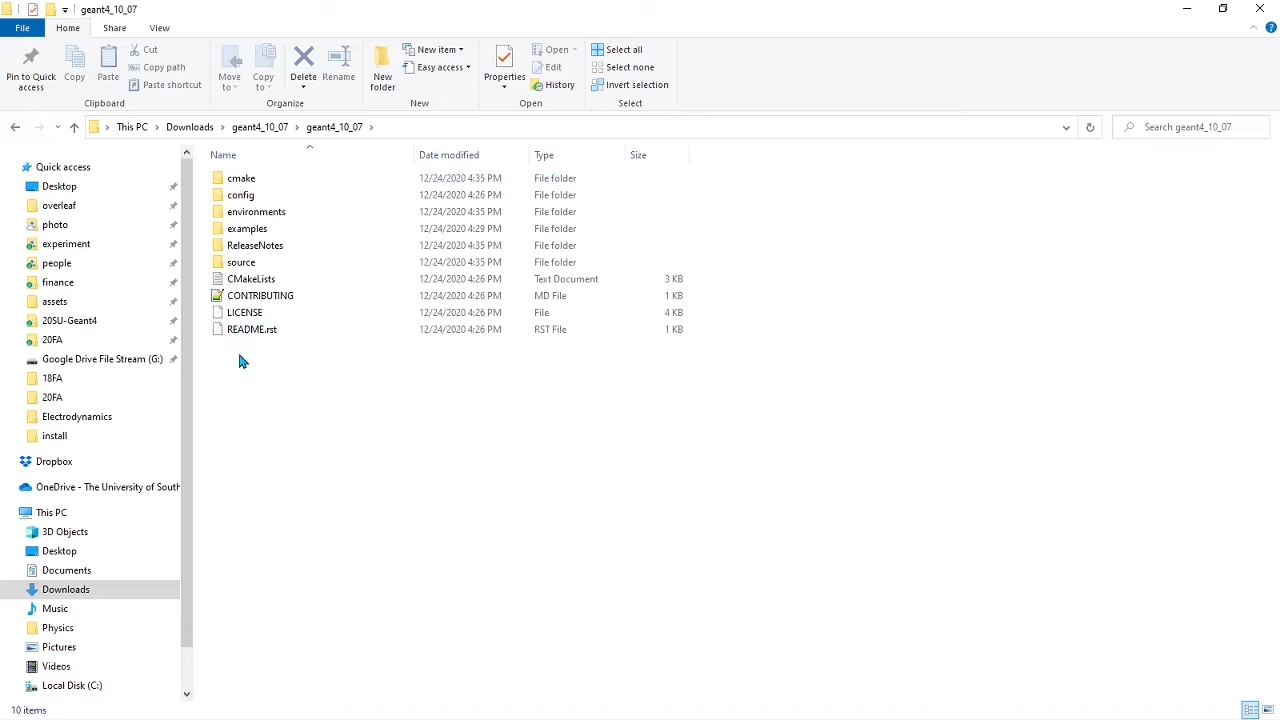 geant4_10_07
File Home Share View
Pin to Quick access
Copy
Paste
Cut
Copy path
Paste shortcut
Clipboard
Move to
Copy to
Delete
Rename
Organize
New folder
New item
Easy access
New
Properties
Open
Edit
History
Open
Select all
Select none
Invert selection
Select
This PC > Downloads > geant4_10_07 > geant4_10_07 >
Search geant4_10_07
Quick access
Desktop
overleaf
photo
experiment
people
finance
assets
20SU-Geant4
20FA
Google Drive File Stream (G:)
18FA
20FA
Electrodynamics
install
Dropbox
OneDrive - The University of South
This PC
3D Objects
Desktop
Documents
Downloads
Music
Physics
Pictures
Videos
Local Disk (C:)
Name Date modified Type Size
cmake 12/24/2020 4:35 PM File folder
config 12/24/2020 4:26 PM File folder
environments 12/24/2020 4:35 PM File folder
examples 12/24/2020 4:29 PM File folder
ReleaseNotes 12/24/2020 4:35 PM File folder
source 12/24/2020 4:35 PM File folder
CMakeLists 12/24/2020 4:26 PM Text Document 3 KB
CONTRIBUTING 12/24/2020 4:26 PM MD File 1 KB
LICENSE 12/24/2020 4:26 PM File 4 KB
README.rst 12/24/2020 4:26 PM RST File 1 KB
10 items